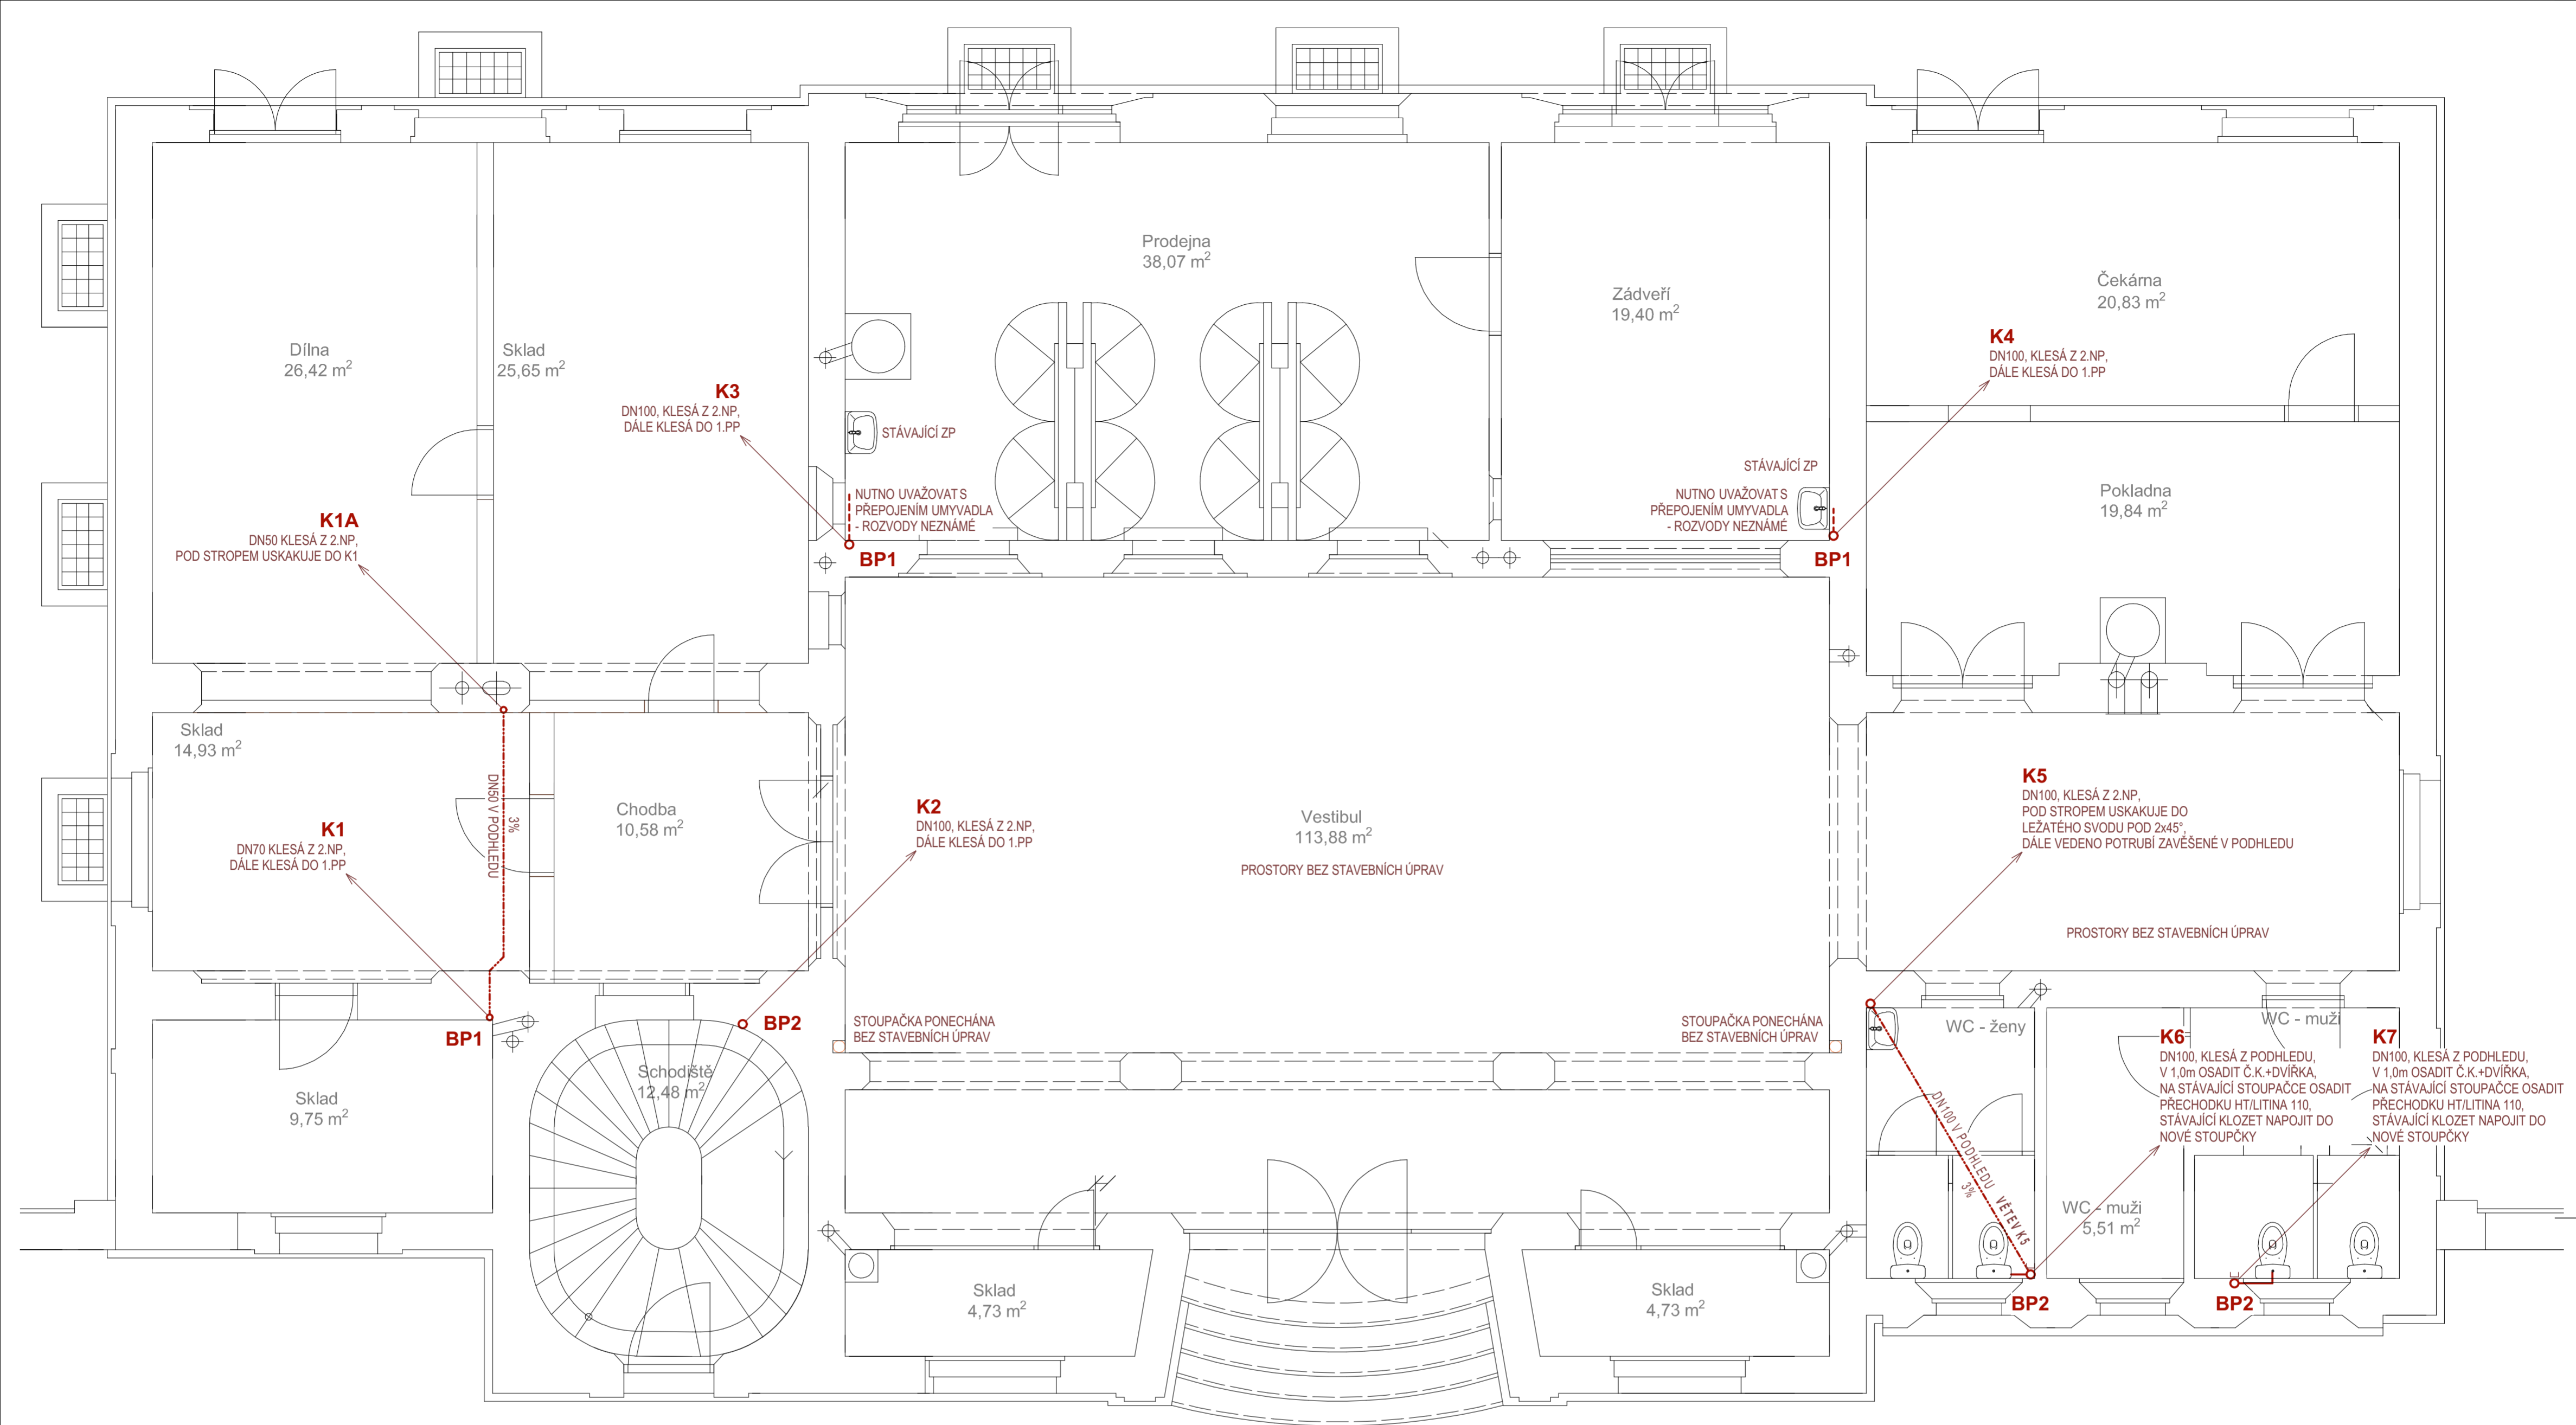 Prodejna
38,07 m²
Zádveří
19,40 m²
Čekárna
20,83 m²
Dílna
26,42 m²
Sklad
25,65 m²
K3
DN100, KLESÁ Z 2.NP,
DÁLE KLESÁ DO 1.PP
K4
DN100, KLESÁ Z 2.NP,
DÁLE KLESÁ DO 1.PP
STÁVAJÍCÍ ZP
NUTNO UVAŽOVAT S
PŘEPOJENÍM UMYVADLA
- ROZVODY NEZNÁMÉ
BP1
STÁVAJÍCÍ ZP
NUTNO UVAŽOVAT S
PŘEPOJENÍM UMYVADLA
- ROZVODY NEZNÁMÉ
BP1
Pokladna
19,84 m²
K1A
DN50 KLESÁ Z 2.NP,
POD STROPEM USKAKUJE DO K1
Sklad
14,93 m²
DN50 V PODHLEDU
3%
K1
DN70 KLESÁ Z 2.NP,
DÁLE KLESÁ DO 1.PP
BP1
Chodba
10,58 m²
K2
DN100, KLESÁ Z 2.NP,
DÁLE KLESÁ DO 1.PP
BP2
Vestibul
113,88 m²
PROSTORY BEZ STAVEBNÍCH ÚPRAV
K5
DN100, KLESÁ Z 2.NP,
POD STROPEM USKAKUJE DO
LEŽATÉHO SVODU POD 2x45°,
DÁLE VEDENO POTRUBÍ ZAVĚŠENÉ V PODHLEDU
PROSTORY BEZ STAVEBNÍCH ÚPRAV
STOUPAČKA PONECHÁNA
BEZ STAVEBNÍCH ÚPRAV
STOUPAČKA PONECHÁNA
BEZ STAVEBNÍCH ÚPRAV
Schodiště
12,48 m²
Sklad
9,75 m²
WC - ženy
WC - muži
K6
DN100, KLESÁ Z PODHLEDU,
V 1,0m OSADIT Č.K.+DVÍŘKA,
NA STÁVAJÍCÍ STOUPAČCE OSADIT
PŘECHODKU HT/LITINA 110,
STÁVAJÍCÍ KLOZET NAPOJIT DO
NOVÉ STOUPČKY
K7
DN100, KLESÁ Z PODHLEDU,
V 1,0m OSADIT Č.K.+DVÍŘKA,
NA STÁVAJÍCÍ STOUPAČCE OSADIT
PŘECHODKU HT/LITINA 110,
STÁVAJÍCÍ KLOZET NAPOJIT DO
NOVÉ STOUPČKY
DN100 V PODHLEDU VĚTEV K5
3%
WC - muži
5,51 m²
BP2
BP2
Sklad
4,73 m²
Sklad
4,73 m²